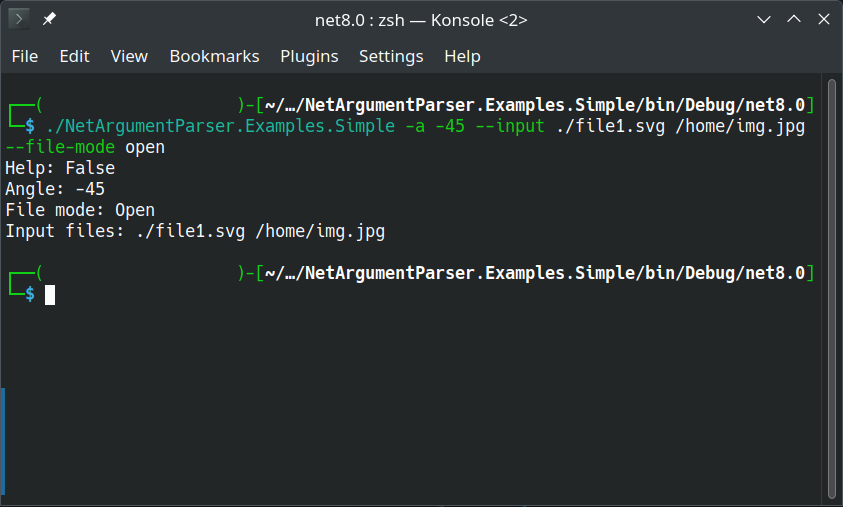 net8.0 : zsh — Konsole <2>
File Edit View Bookmarks Plugins Settings Help
┌──( )-[~/…/NetArgumentParser.Examples.Simple/bin/Debug/net8.0]
└─$ ./NetArgumentParser.Examples.Simple -a -45 --input ./file1.svg /home/img.jpg
--file-mode open
Help: False
Angle: -45
File mode: Open
Input files: ./file1.svg /home/img.jpg
┌──( )-[~/…/NetArgumentParser.Examples.Simple/bin/Debug/net8.0]
└─$